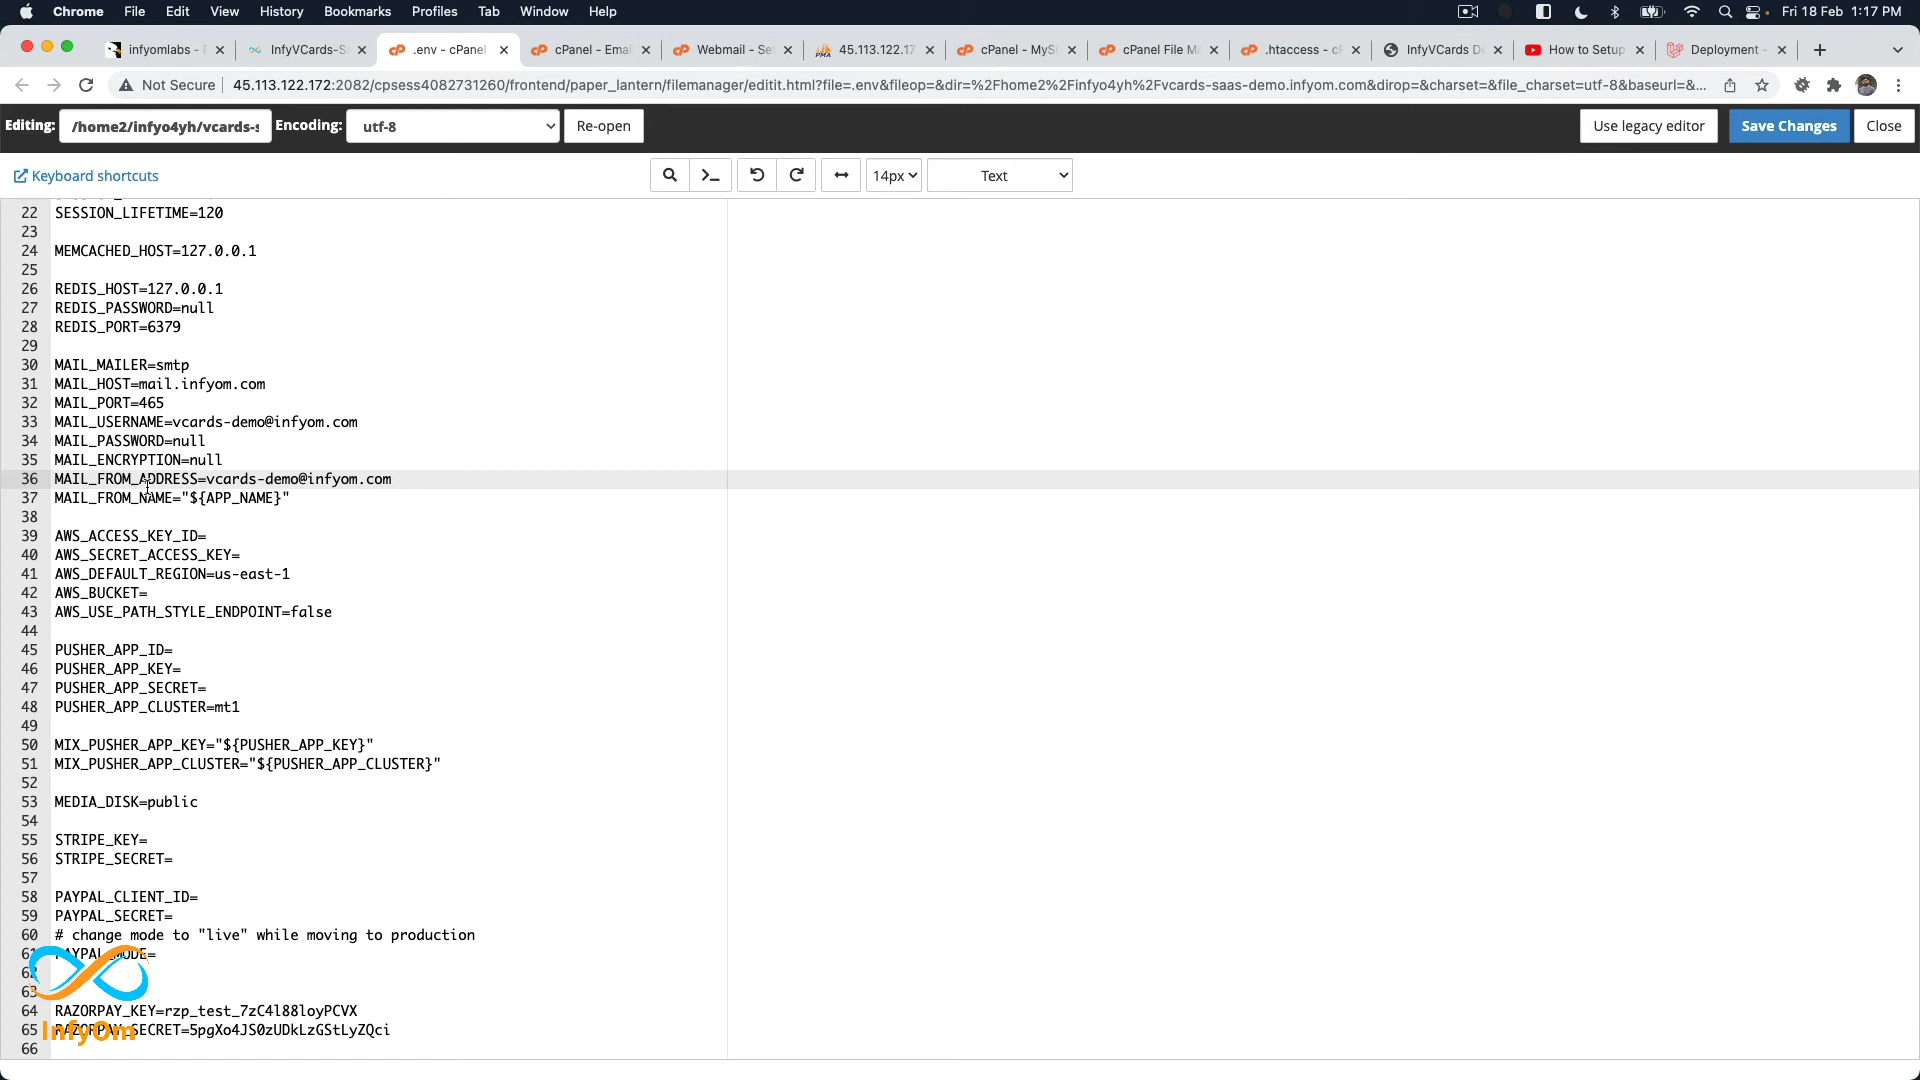 Chrome File Edit View History Bookmarks Profiles Tab Window Help Fri 18 Feb 1:17 PM
infyomlabs - InfyVCards-S .env - cPanel cPanel - Emai Webmail - Se 45.113.122.17 cPanel - MyS cPanel File M .htaccess - c InfyVCards D How to Setup Deployment -
Not Secure 45.113.122.172:2082/cpsess4082731260/frontend/paper_lantern/filemanager/editit.html?file=.env&fileop=&dir=%2Fhome2%2Finfyo4yh%2Fvcards-saas-demo.infyom.com&dirop=&charset=&file_charset=utf-8&baseurl=&...
Editing: /home2/infyo4yh/vcards-s Encoding: utf-8 Re-open Use legacy editor Save Changes Close
Keyboard shortcuts 14px Text
22 SESSION_LIFETIME=120
23
24 MEMCACHED_HOST=127.0.0.1
25
26 REDIS_HOST=127.0.0.1
27 REDIS_PASSWORD=null
28 REDIS_PORT=6379
29
30 MAIL_MAILER=smtp
31 MAIL_HOST=mail.infyom.com
32 MAIL_PORT=465
33 MAIL_USERNAME=vcards-demo@infyom.com
34 MAIL_PASSWORD=null
35 MAIL_ENCRYPTION=null
36 MAIL_FROM_ADDRESS=vcards-demo@infyom.com
37 MAIL_FROM_NAME="${APP_NAME}"
38
39 AWS_ACCESS_KEY_ID=
40 AWS_SECRET_ACCESS_KEY=
41 AWS_DEFAULT_REGION=us-east-1
42 AWS_BUCKET=
43 AWS_USE_PATH_STYLE_ENDPOINT=false
44
45 PUSHER_APP_ID=
46 PUSHER_APP_KEY=
47 PUSHER_APP_SECRET=
48 PUSHER_APP_CLUSTER=mt1
49
50 MIX_PUSHER_APP_KEY="${PUSHER_APP_KEY}"
51 MIX_PUSHER_APP_CLUSTER="${PUSHER_APP_CLUSTER}"
52
53 MEDIA_DISK=public
54
55 STRIPE_KEY=
56 STRIPE_SECRET=
57
58 PAYPAL_CLIENT_ID=
59 PAYPAL_SECRET=
60 # change mode to "live" while moving to production
61 PAYPAL_MODE=
62
63
64 RAZORPAY_KEY=rzp_test_7zC4l88loyPCVX
65 RAZORPAY_SECRET=5pgXo4JS0zUDkLzGStLyZQci
InfyOm
66